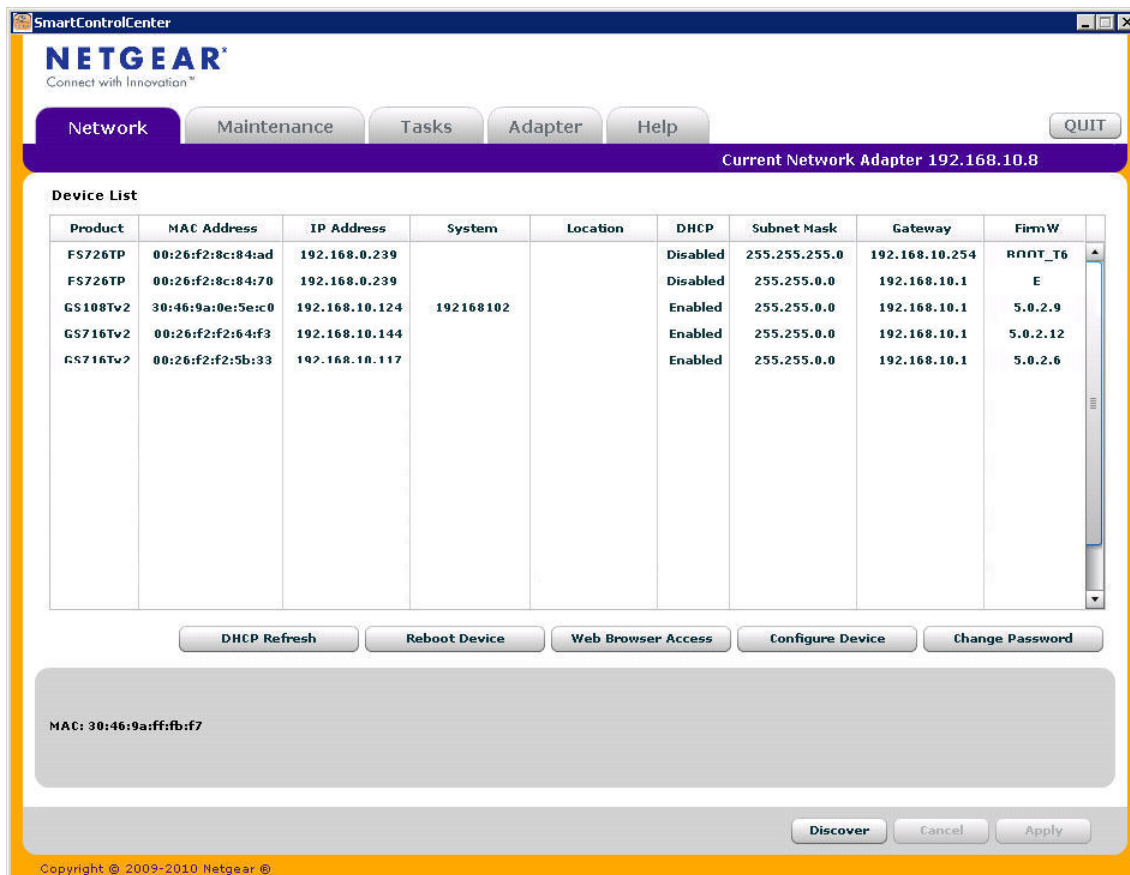 SmartControlCenter
NETGEAR®
Connect with Innovation™
Network Maintenance Tasks Adapter Help QUIT
Current Network Adapter 192.168.10.8
Device List
Product MAC Address IP Address System Location DHCP Subnet Mask Gateway FirmW
FS726TP 00:26:f2:8c:84:ad 192.168.0.239 Disabled 255.255.255.0 192.168.10.254 BOOT_T6
FS726TP 00:26:f2:8c:84:70 192.168.0.239 Disabled 255.255.0.0 192.168.10.1 E
GS108Tv2 30:46:9a:0e:5e:c0 192.168.10.124 192168102 Enabled 255.255.0.0 192.168.10.1 5.0.2.9
GS716Tv2 00:26:f2:f2:64:f3 192.168.10.144 Enabled 255.255.0.0 192.168.10.1 5.0.2.12
GS716Tv2 00:26:f2:f2:5b:33 192.168.10.117 Enabled 255.255.0.0 192.168.10.1 5.0.2.6
DHCP Refresh Reboot Device Web Browser Access Configure Device Change Password
MAC: 30:46:9a:ff:fb:f7
Discover Cancel Apply
Copyright © 2009-2010 Netgear ®